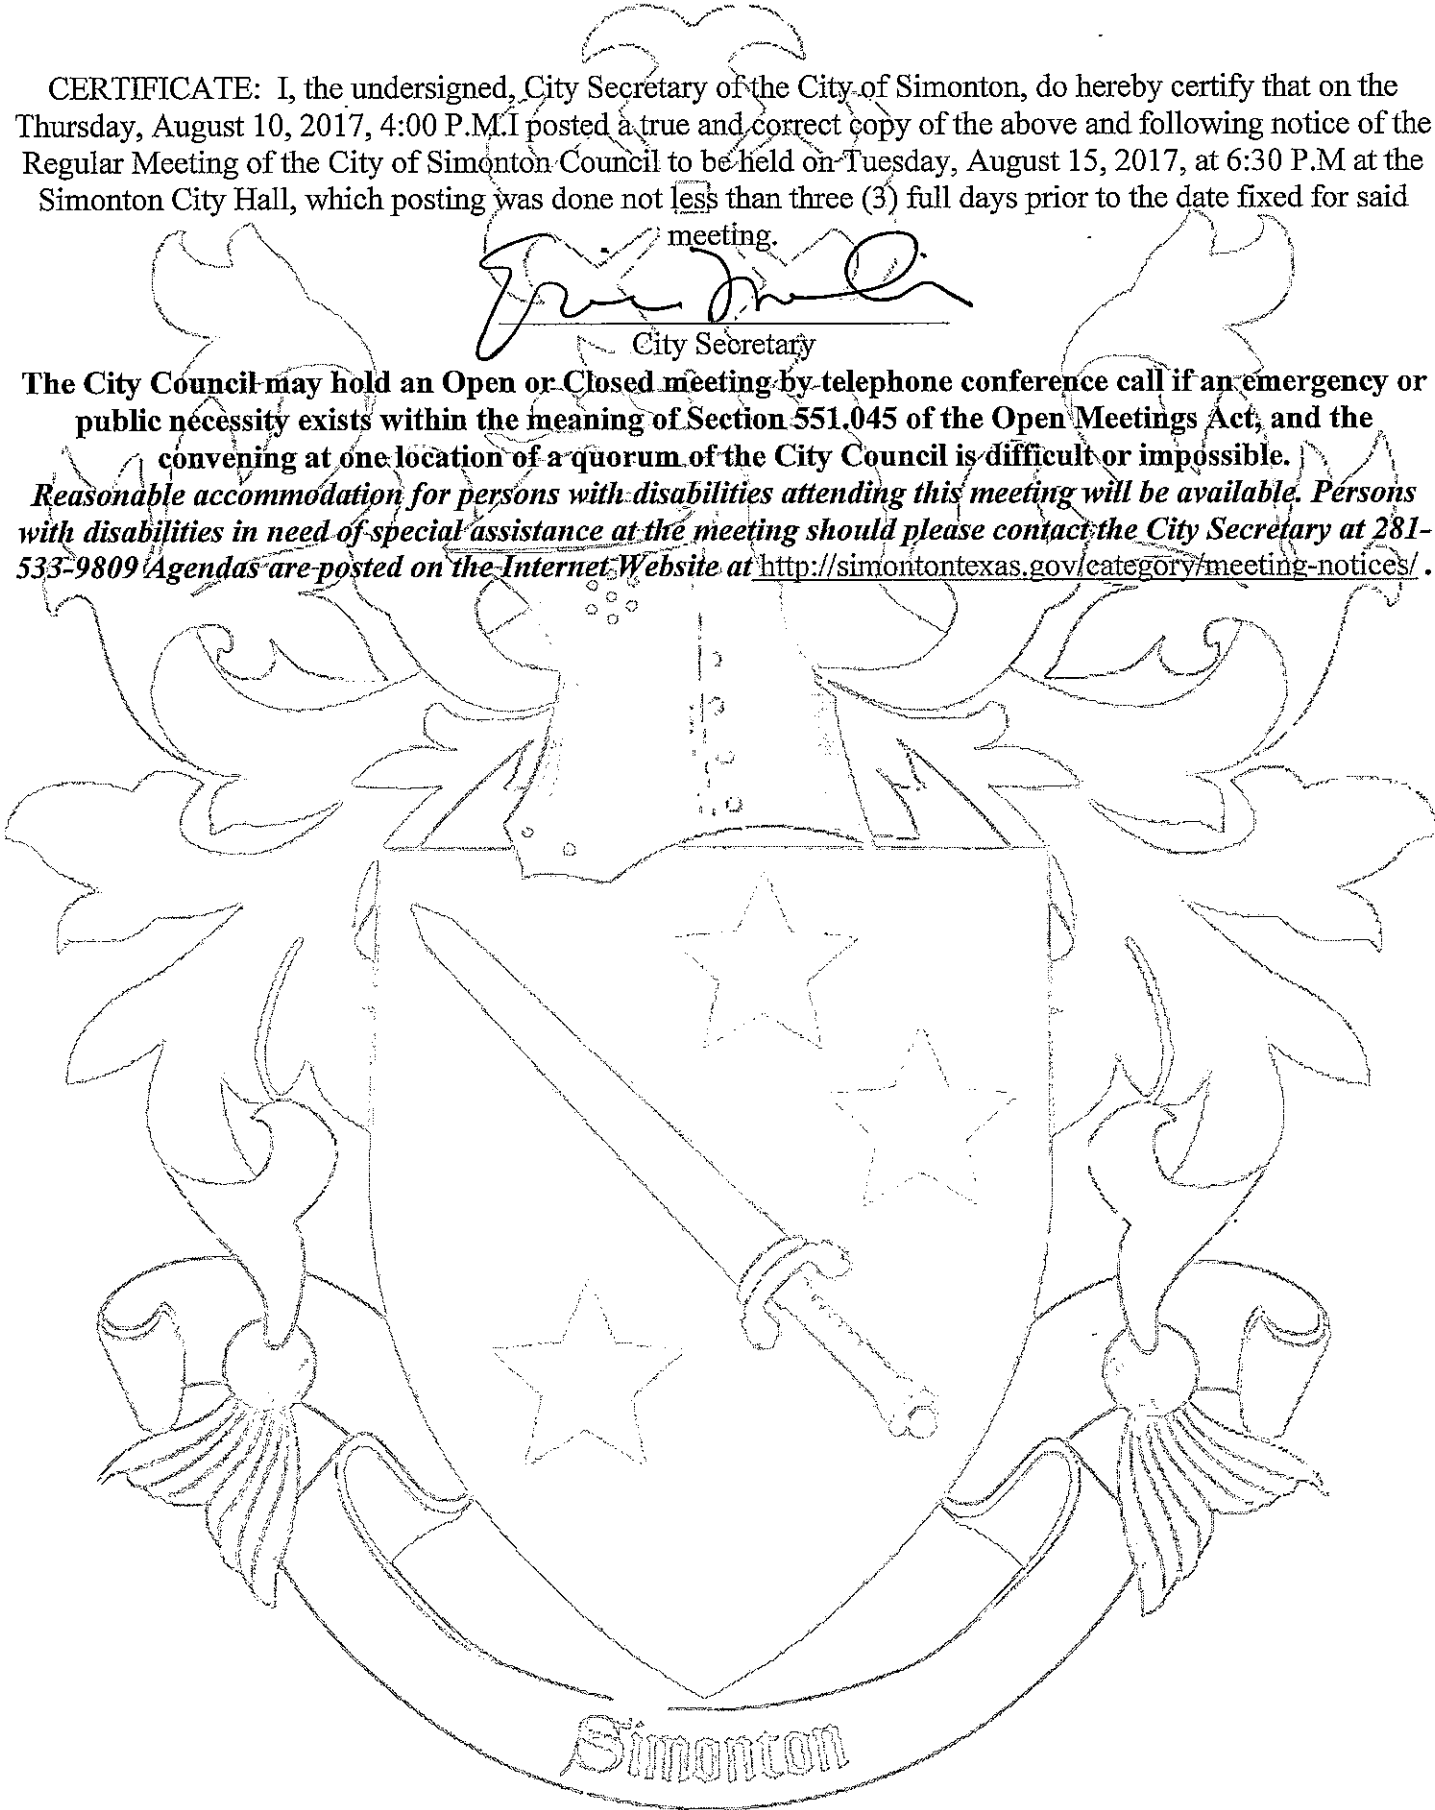 CERTIFICATE: I, the undersigned, City Secretary of the City of Simonton, do hereby certify that on the
Thursday, August 10, 2017, 4:00 P.M.I posted a true and correct copy of the above and following notice of the
Regular Meeting of the City of Simonton Council to be held on Tuesday, August 15, 2017, at 6:30 P.M at the
Simonton City Hall, which posting was done not less than three (3) full days prior to the date fixed for said
meeting.
City Secretary
The City Council may hold an Open or Closed meeting by telephone conference call if an emergency or
public necessity exists within the meaning of Section 551.045 of the Open Meetings Act, and the
convening at one location of a quorum of the City Council is difficult or impossible.
Reasonable accommodation for persons with disabilities attending this meeting will be available. Persons
with disabilities in need of special assistance at the meeting should please contact the City Secretary at 281-
533-9809 Agendas are posted on the Internet Website at http://simontontexas.gov/category/meeting-notices/ .
Simonton